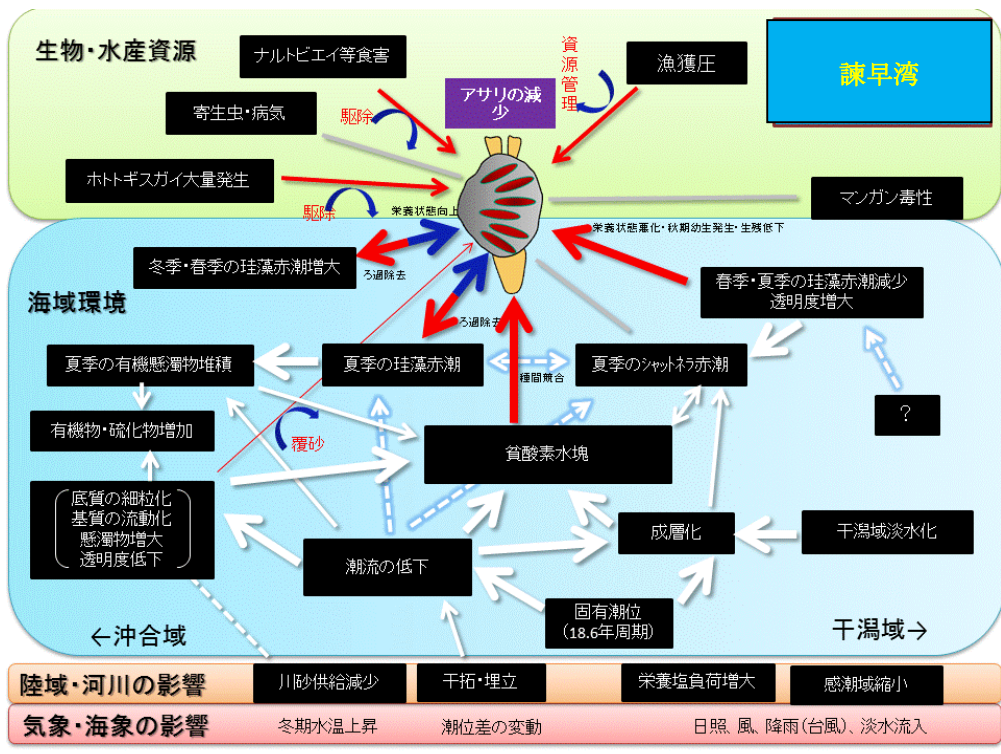 生物・水産資源
ナルトビエイ等食害
資源管理
漁獲圧
諫早湾
アサリの減
少
寄生虫・病気
駆除
ホトトギスガイ大量発生
マンガン毒性
駆除
栄養状態向上
栄養状態悪化・秋期幼生発生・生残低下
冬季・春季の珪藻赤潮増大
ろ過除去
春季・夏季の珪藻赤潮減少
透明度増大
海域環境
ろ過除去
夏季の有機懸濁物堆積
夏季の珪藻赤潮
種間競合
夏季のシャットネラ赤潮
?
有機物・硫化物増加
覆砂
貧酸素水塊
底質の細粒化
基質の流動化
懸濁物増大
透明度低下
潮流の低下
成層化
干潟域淡水化
固有潮位
(18.6年周期)
←沖合域
干潟域→
陸域・河川の影響
川砂供給減少
干拓・埋立
栄養塩負荷増大
感潮域縮小
気象・海象の影響
冬期水温上昇
潮位差の変動
日照、風、降雨(台風)、淡水流入